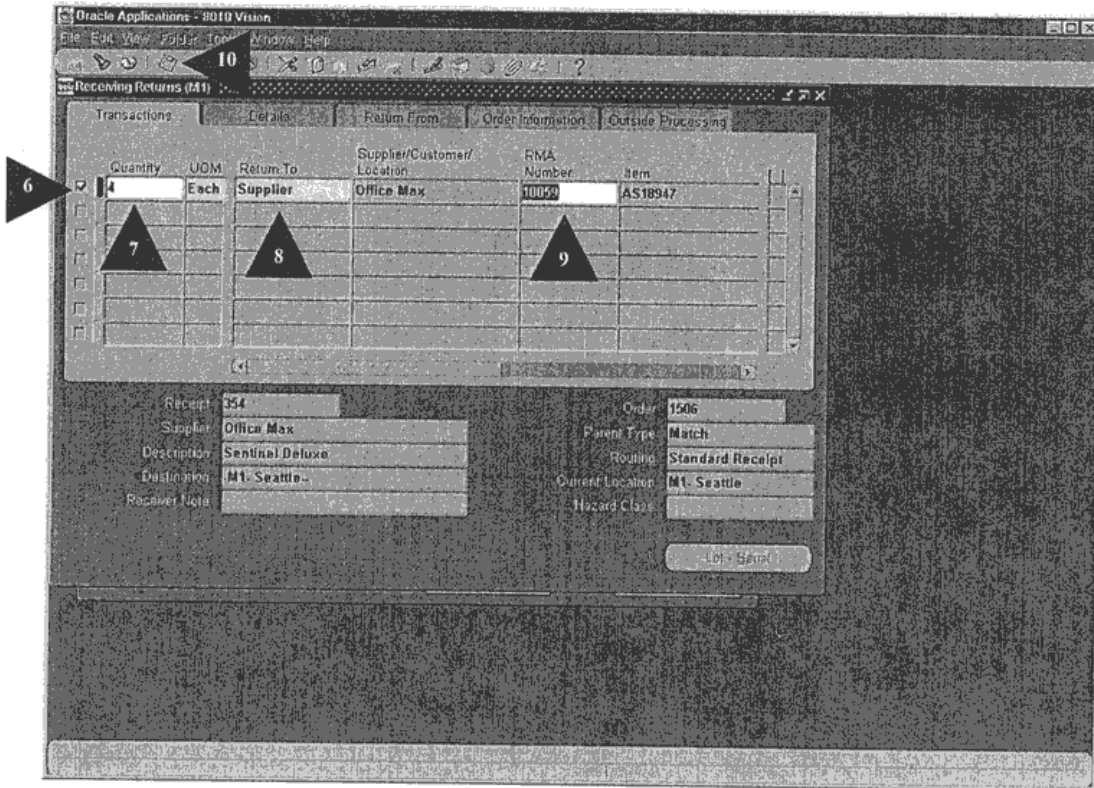 Oracle Applications - 8010 Vision
File Edit View Folder Tools Window Help
10
Receiving Returns (M1)
Transactions Details Return From Order Information Outside Processing
Supplier/Customer/ RMA
Quantity UOM Return To Location Number Item
6
4 Each Supplier Office Max 10059 AS18947
7 8 9
Receipt 354 Order 1506
Supplier Office Max Parent Type Match
Description Sentinel Deluxe Routing Standard Receipt
Destination M1- Seattle-- Current Location M1- Seattle
Receiver Note Hazard Class
Lot - Serial